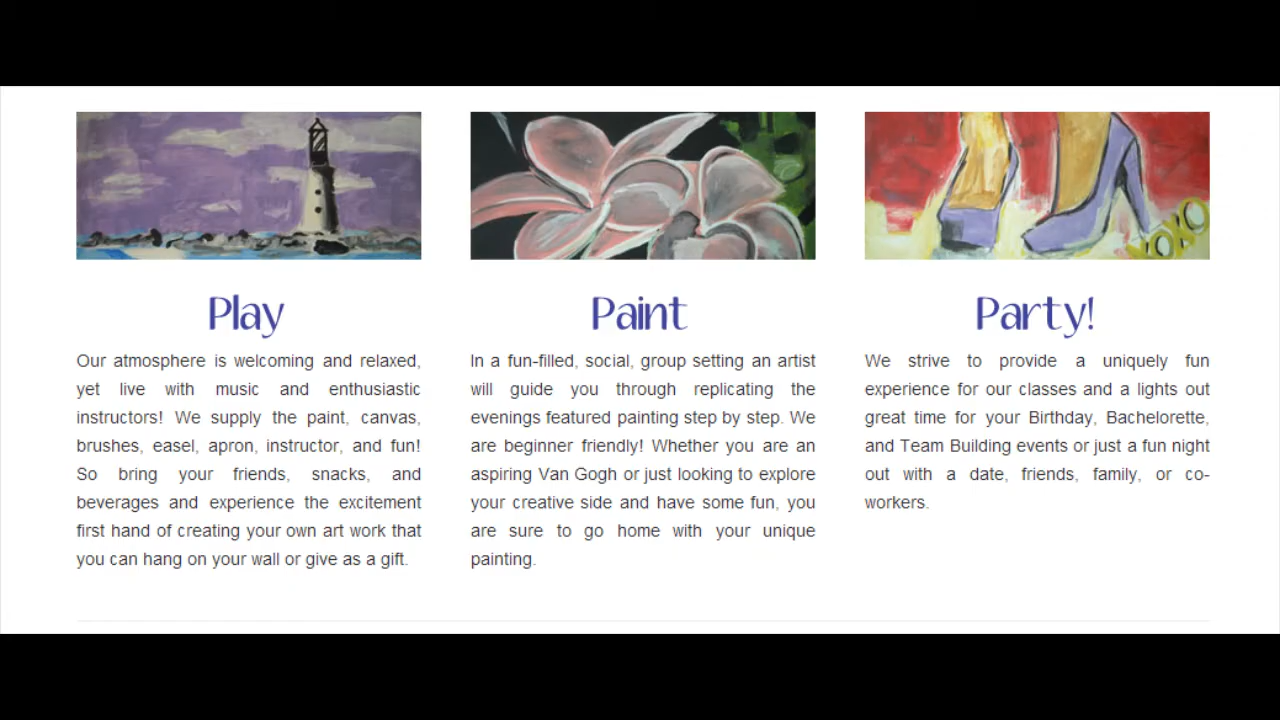 XOXO
Play
Our atmosphere is welcoming and relaxed,
yet live with music and enthusiastic
instructors! We supply the paint, canvas,
brushes, easel, apron, instructor, and fun!
So bring your friends, snacks, and
beverages and experience the excitement
first hand of creating your own art work that
you can hang on your wall or give as a gift.
Paint
In a fun-filled, social, group setting an artist
will guide you through replicating the
evenings featured painting step by step. We
are beginner friendly! Whether you are an
aspiring Van Gogh or just looking to explore
your creative side and have some fun, you
are sure to go home with your unique
painting.
Party!
We strive to provide a uniquely fun
experience for our classes and a lights out
great time for your Birthday, Bachelorette,
and Team Building events or just a fun night
out with a date, friends, family, or co-
workers.